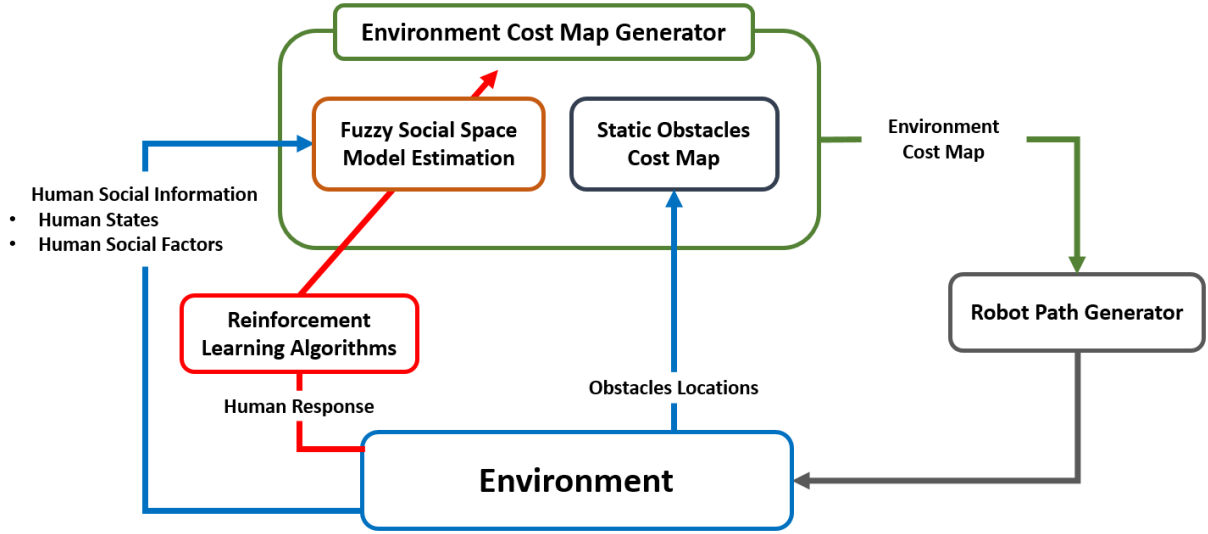 Environment Cost Map Generator
Fuzzy Social Space
Model Estimation
Static Obstacles
Cost Map
Environment
Cost Map
Human Social Information
• Human States
• Human Social Factors
Reinforcement
Learning Algorithms
Robot Path Generator
Human Response
Obstacles Locations
Environment